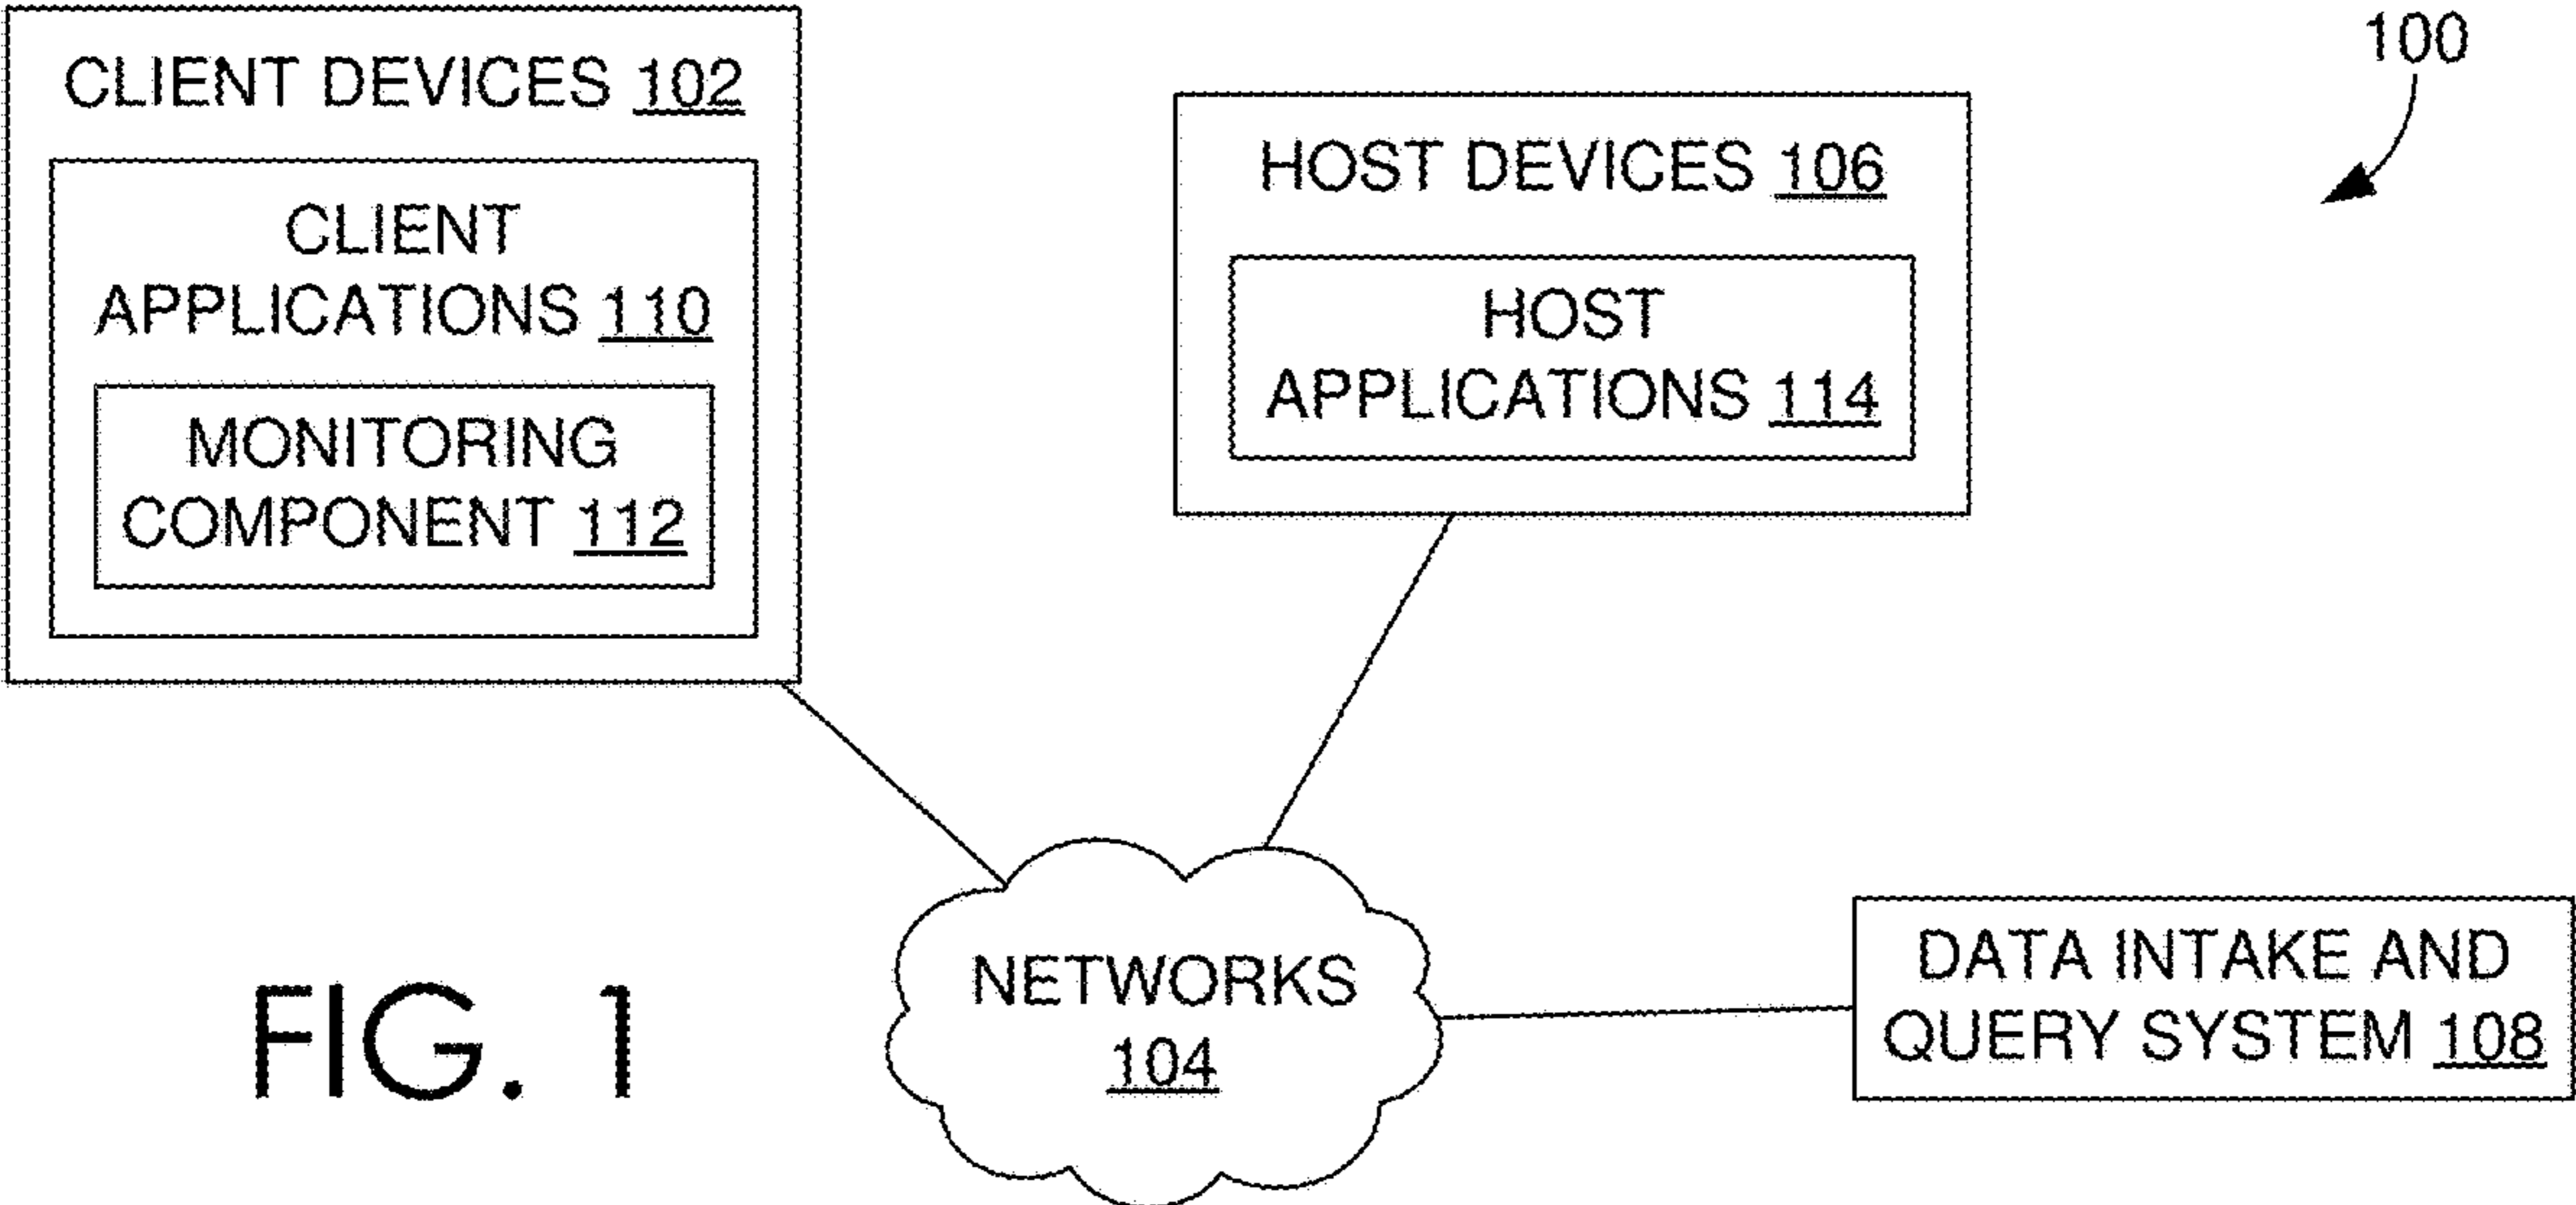 CLIENT DEVICES 102
CLIENT
APPLICATIONS 110
MONITORING
COMPONENT 112
100
HOST DEVICES 106
HOST
APPLICATIONS 114
NETWORKS
104
DATA INTAKE AND
QUERY SYSTEM 108
FIG. 1